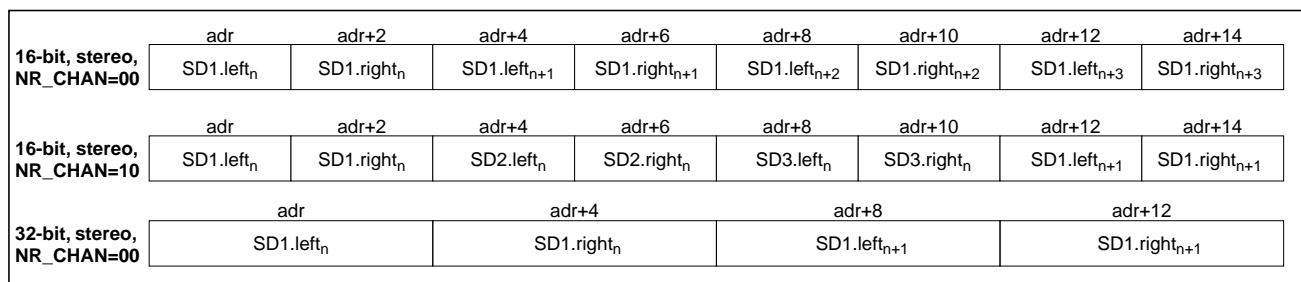 adr adr+2 adr+4 adr+6 adr+8 adr+10 adr+12 adr+14
16-bit, stereo,
NR_CHAN=00
SD1.leftₙ SD1.rightₙ SD1.leftₙ₊₁ SD1.rightₙ₊₁ SD1.leftₙ₊₂ SD1.rightₙ₊₂ SD1.leftₙ₊₃ SD1.rightₙ₊₃
adr adr+2 adr+4 adr+6 adr+8 adr+10 adr+12 adr+14
16-bit, stereo,
NR_CHAN=10
SD1.leftₙ SD1.rightₙ SD2.leftₙ SD2.rightₙ SD3.leftₙ SD3.rightₙ SD1.leftₙ₊₁ SD1.rightₙ₊₁
adr adr+4 adr+8 adr+12
32-bit, stereo,
NR_CHAN=00
SD1.leftₙ SD1.rightₙ SD1.leftₙ₊₁ SD1.rightₙ₊₁